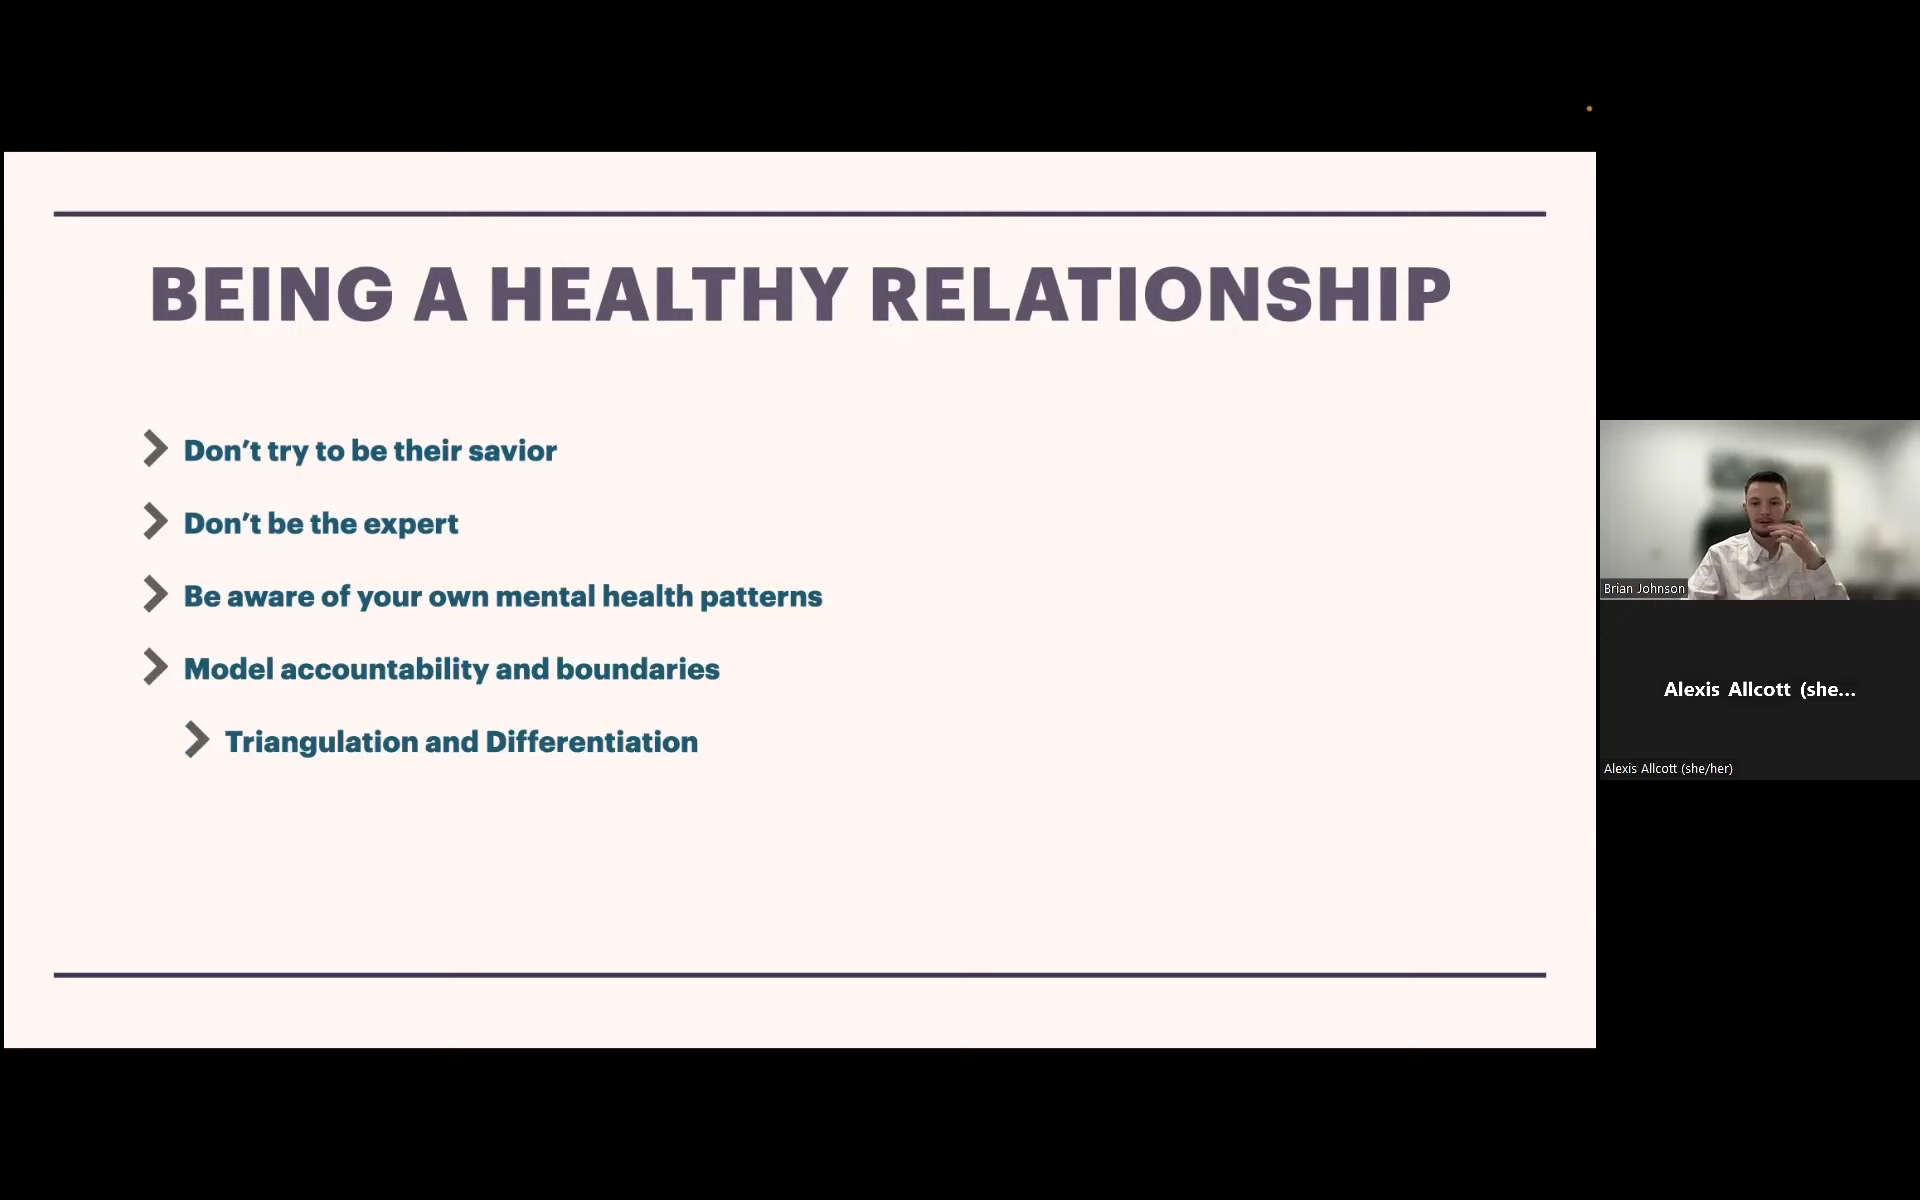 BEING A HEALTHY RELATIONSHIP
Don’t try to be their savior
Don’t be the expert
Be aware of your own mental health patterns
Model accountability and boundaries
Triangulation and Differentiation
Brian Johnson
Alexis Allcott (she...
Alexis Allcott (she/her)